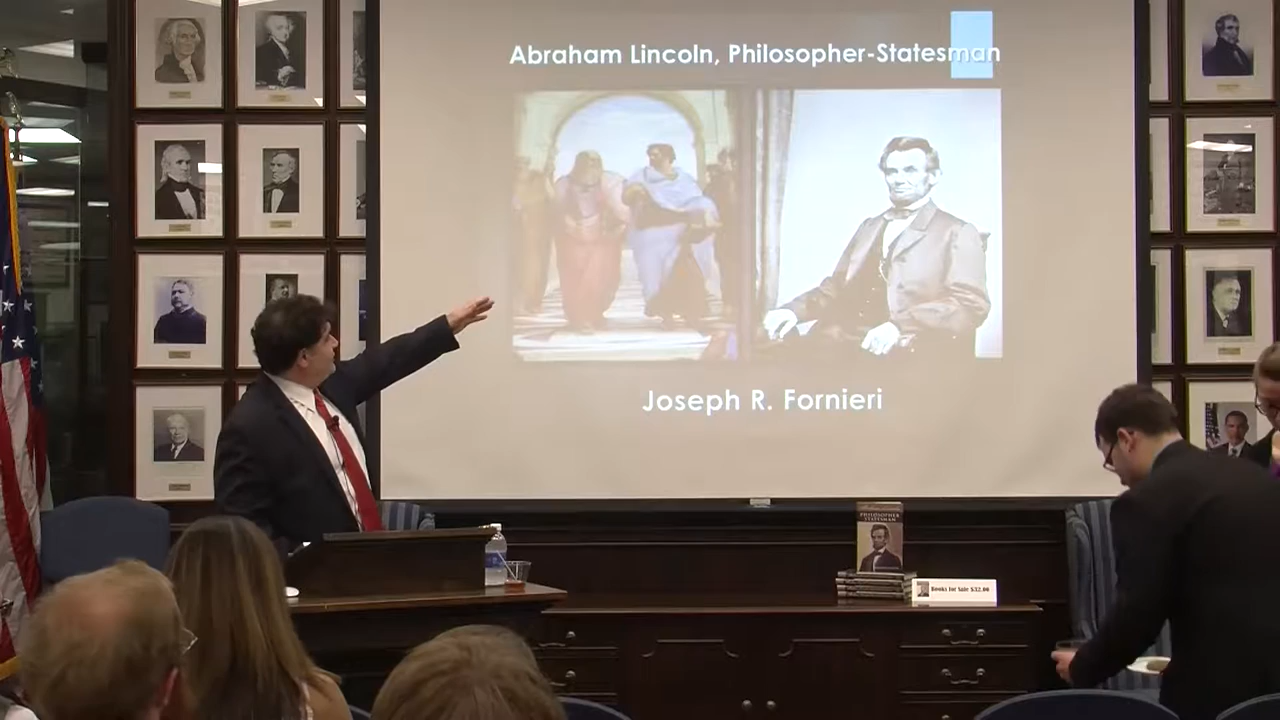 Abraham Lincoln, Philosopher-Statesman
Joseph R. Fornieri
PHILOSOPHER
STATESMAN
Books for Sale $32.00